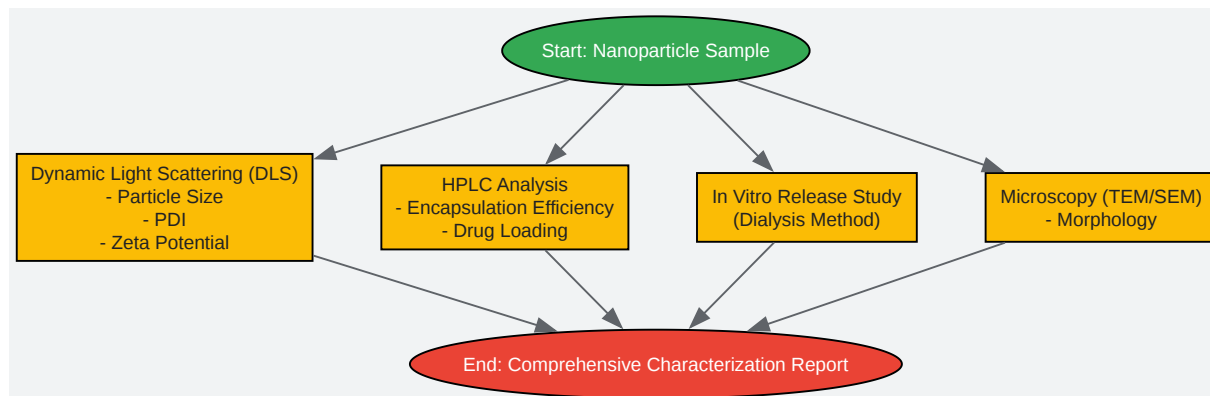 Start: Nanoparticle Sample
Dynamic Light Scattering (DLS)
- Particle Size
- PDI
- Zeta Potential
HPLC Analysis
- Encapsulation Efficiency
- Drug Loading
In Vitro Release Study
(Dialysis Method)
Microscopy (TEM/SEM)
- Morphology
End: Comprehensive Characterization Report